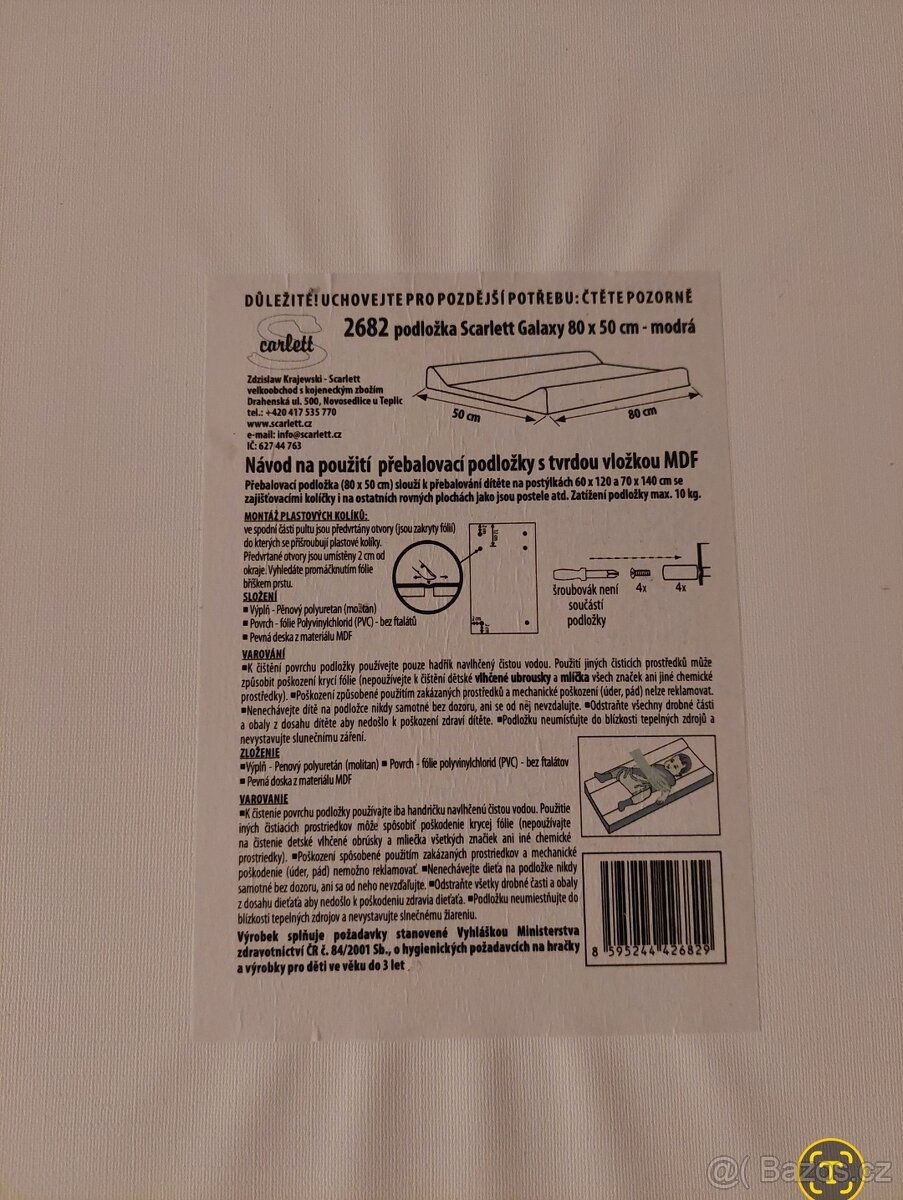 DŮLEŽITÉ! UCHOVEJTE PRO POZDĚJŠÍ POTŘEBU: ČTĚTE POZORNĚ
Scarlett
2682 podložka Scarlett Galaxy 80 x 50 cm - modrá
Zdzislaw Krajewski - Scarlett
velkoobchod s kojeneckým zbožím
Drahenská ul. 500, Novosedlice u Teplic
tel.: +420 417 535 770
www.scarlett.cz
e-mail: info@scarlett.cz
IČ: 627 44 763
50 cm
80 cm
Návod na použití přebalovací podložky s tvrdou vložkou MDF
Přebalovací podložka (80 x 50 cm) slouží k přebalování dítěte na postýlkách 60 x 120 a 70 x 140 cm se
zajišťovacími kolíčky i na ostatních rovných plochách jako jsou postele atd. Zatížení podložky max. 10 kg.
MONTÁŽ PLASTOVÝCH KOLÍKŮ:
ve spodní části pultu jsou předvrtány otvory (jsou zakryty fólií)
do kterých se přišroubují plastové kolíky.
Předvrtané otvory jsou umístěny 2 cm od
okraje. Vyhledáte promáčknutím fólie
bříškem prstu.
šroubovák není
součástí
podložky
4x
4x
SLOŽENÍ
▪Výplň - Pěnový polyuretan (molitan)
▪Povrch - fólie Polyvinylchlorid (PVC) - bez ftalátů
▪Pevná deska z materiálu MDF
VAROVÁNÍ
▪K čištění povrchu podložky používejte pouze hadřík navlhčený čistou vodou. Použití jiných čisticích prostředků může
způsobit poškození krycí fólie (nepoužívejte k čištění dětské vlhčené ubrousky a mlíčka všech značek ani jiné chemické
prostředky). ▪Poškození způsobené použitím zakázaných prostředků a mechanické poškození (úder, pád) nelze reklamovat.
▪Nenechávejte dítě na podložce nikdy samotné bez dozoru, ani se od něj nevzdalujte. ▪Odstraňte všechny drobné části
a obaly z dosahu dítěte aby nedošlo k poškození zdraví dítěte. ▪Podložku neumísťujte do blízkosti tepelných zdrojů a
nevystavujte slunečnímu záření.
ZLOŽENIE
▪Výplň - Penový polyuretán (molitan) ▪ Povrch - fólie polyvinylchlorid (PVC) - bez ftalátov
▪ Pevná doska z materiálu MDF
VAROVANIE
▪K čistenie povrchu podložky používajte iba handričku navlhčenú čistou vodou. Použitie
iných čistiacich prostriedkov môže spôsobiť poškodenie krycej fólie (nepoužívajte
na čistenie detské vlhčené obrúsky a mliečka všetkých značiek ani iné chemické
prostriedky). ▪Poškození spôsobené použitím zakázaných prostriedkov a mechanické
poškodenie (úder, pád) nemožno reklamovať. ▪Nenechávejte dieťa na podložke nikdy
samotné bez dozoru, ani sa od neho nevzďaľujte. ▪Odstraňte všetky drobné časti a obaly
z dosahu dieťaťa aby nedošlo k poškodeniu zdravia dieťaťa. ▪Podložku neumiestňujte do
blízkosti tepelných zdrojov a nevystavujte slnečnému žiareniu.
Výrobek splňuje požadavky stanovené Vyhláškou Ministerstva
zdravotnictví ČR č. 84/2001 Sb., o hygienických požadavcích na hračky
a výrobky pro děti ve věku do 3 let
8 595244 426829